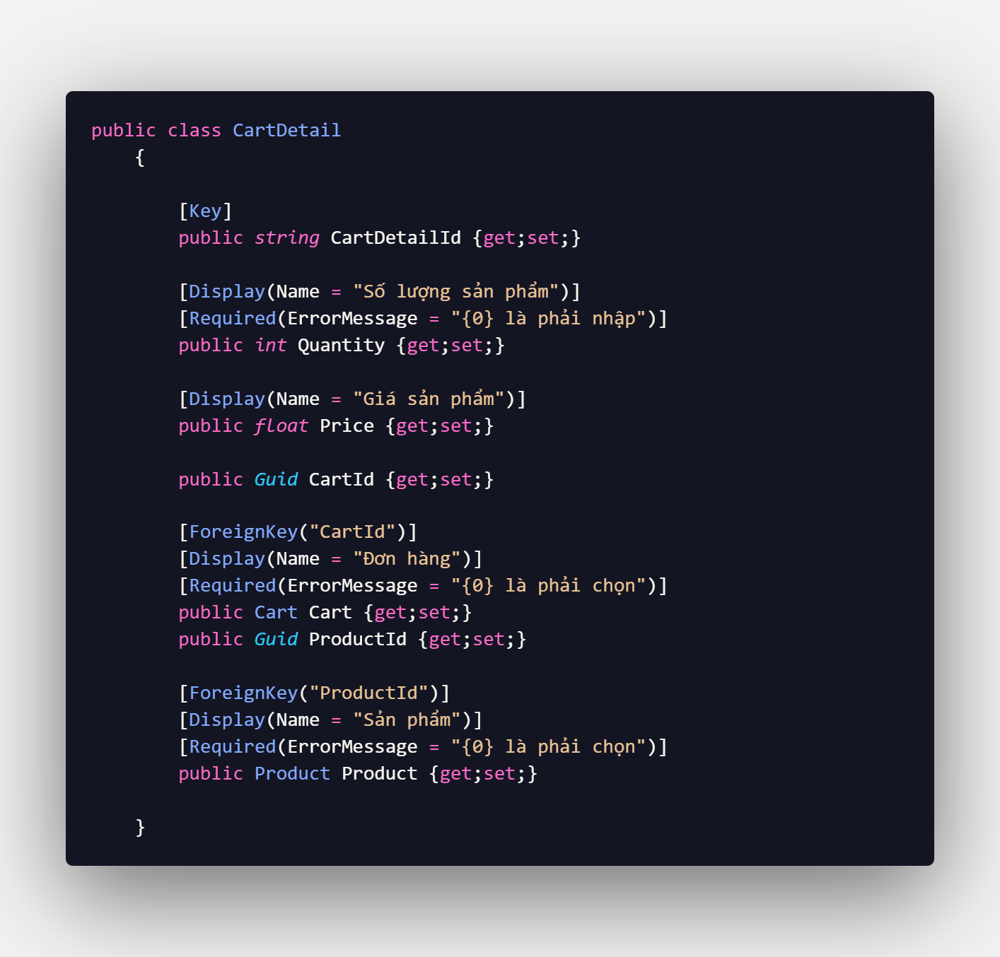 public class CartDetail
{
[Key]
public string CartDetailId {get;set;}
[Display(Name = "Số lượng sản phẩm")]
[Required(ErrorMessage = "{0} là phải nhập")]
public int Quantity {get;set;}
[Display(Name = "Giá sản phẩm")]
public float Price {get;set;}
public Guid CartId {get;set;}
[ForeignKey("CartId")]
[Display(Name = "Đơn hàng")]
[Required(ErrorMessage = "{0} là phải chọn")]
public Cart Cart {get;set;}
public Guid ProductId {get;set;}
[ForeignKey("ProductId")]
[Display(Name = "Sản phẩm")]
[Required(ErrorMessage = "{0} là phải chọn")]
public Product Product {get;set;}
}